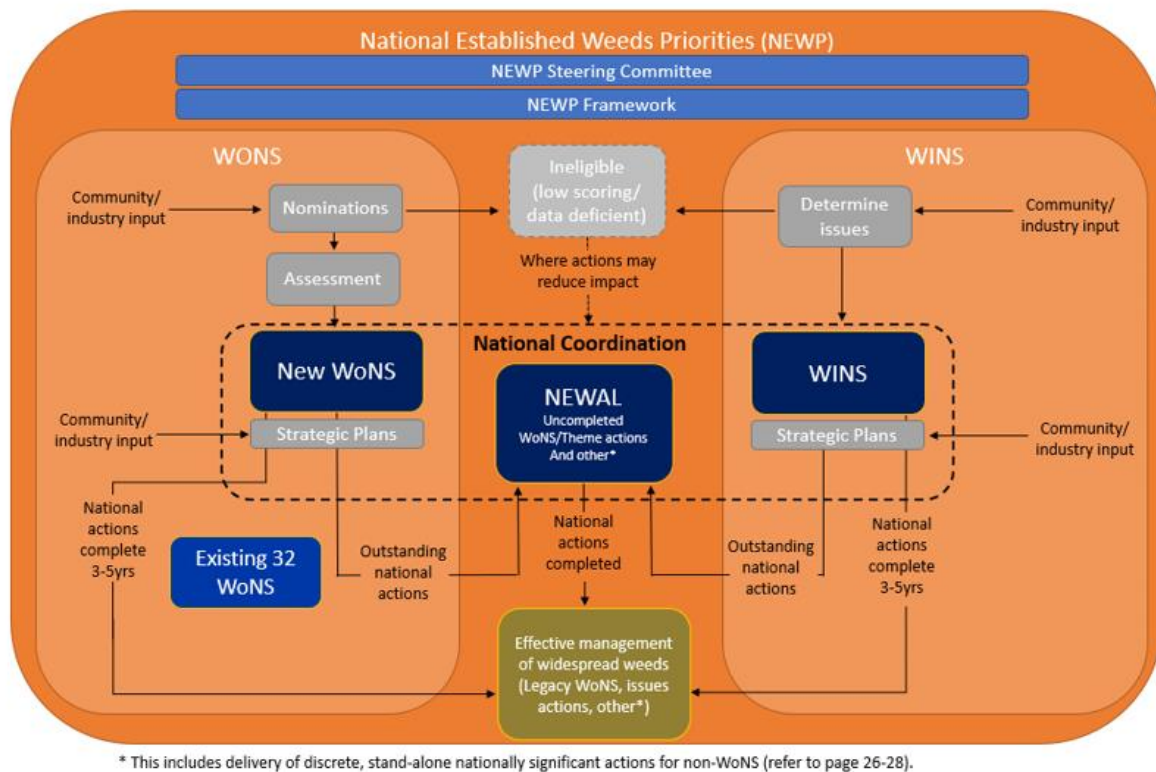 National Established Weeds Priorities (NEWP)
NEWP Steering Committee
NEWP Framework
WONS
Community/
industry input
Nominations
Assessment
Ineligible
(low scoring/
data deficient)
Where actions may
reduce impact
WINS
Determine
issues
Community/
industry input
National Coordination
New WoNS
Strategic Plans
Community/
industry input
NEWAL
Uncompleted
WoNS/Theme actions
And other*
WINS
Strategic Plans
Community/
industry input
National
actions
complete
3-5yrs
Existing 32
WoNS
Outstanding
national
actions
National
actions
completed
Outstanding
national
actions
National
actions
complete
3-5yrs
Effective management
of widespread weeds
(Legacy WoNS, issues
actions, other*)
* This includes delivery of discrete, stand-alone nationally significant actions for non-WoNS (refer to page 26-28).